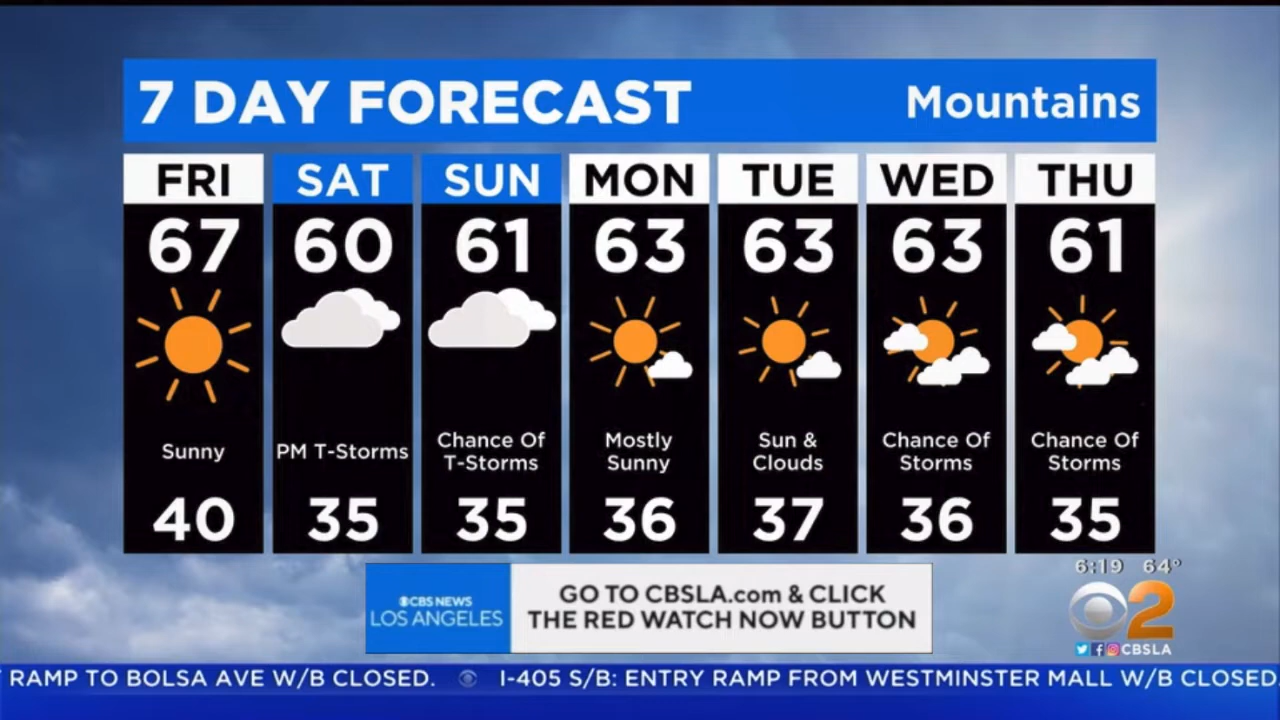 7 DAY FORECAST
Mountains
FRI SAT SUN MON TUE WED THU
67 60 61 63 63 63 61
Sunny
PM T-Storms
Chance Of
T-Storms
Mostly
Sunny
Sun &
Clouds
Chance Of
Storms
Chance Of
Storms
40 35 35 36 37 36 35
6:19 64°
CBS NEWS
LOS ANGELES
GO TO CBSLA.com & CLICK
THE RED WATCH NOW BUTTON
2
CBSLA
RAMP TO BOLSA AVE W/B CLOSED. I-405 S/B: ENTRY RAMP FROM WESTMINSTER MALL W/B CLOSED.